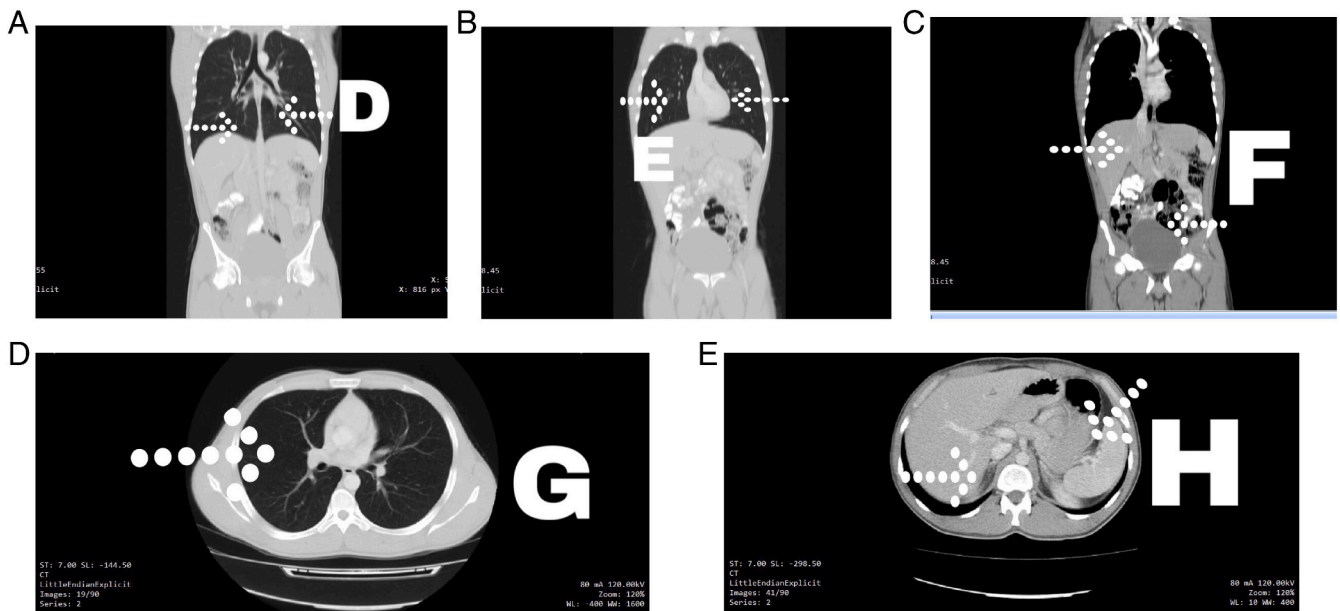 A
B
C
D
E
F
55
licit
X: 5
X: 816 px Y
8.45
licit
8.45
licit
D
E
G
H
ST: 7.00 SL: -144.50
CT
LittleEndianExplicit
Images: 19/90
Series: 2
80 mA 120.00kV
Zoom: 120%
WL: -400 WW: 1600
ST: 7.00 SL: -298.50
CT
LittleEndianExplicit
Images: 41/90
Series: 2
80 mA 120.00kV
Zoom: 120%
WL: 10 WW: 400